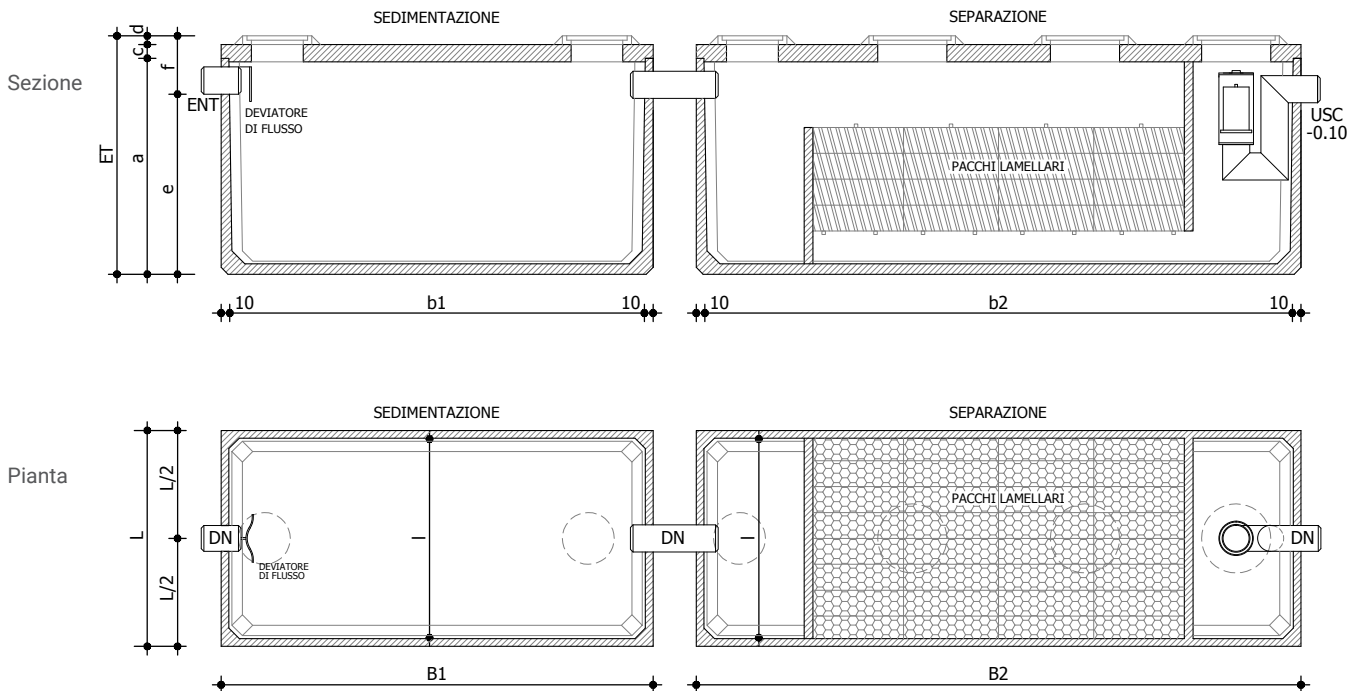 SEDIMENTAZIONE
SEPARAZIONE
Sezione
d
c
f
ENT
DEVIATORE
DI FLUSSO
USC
-0.10
ET
a
e
PACCHI LAMELLARI
10
b1
10
10
b2
10
SEDIMENTAZIONE
SEPARAZIONE
Pianta
L/2
L
L/2
DN
DEVIATORE
DI FLUSSO
l
DN
l
PACCHI LAMELLARI
DN
B1
B2